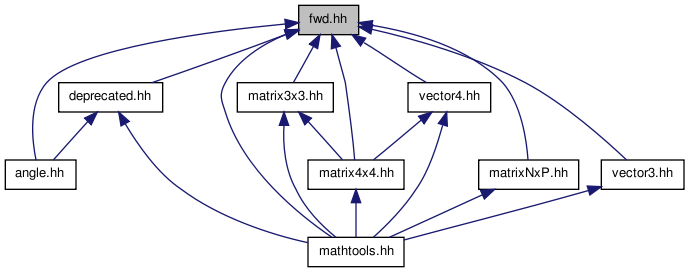 fwd.hh
deprecated.hh
matrix3x3.hh
vector4.hh
angle.hh
matrix4x4.hh
matrixNxP.hh
vector3.hh
mathtools.hh